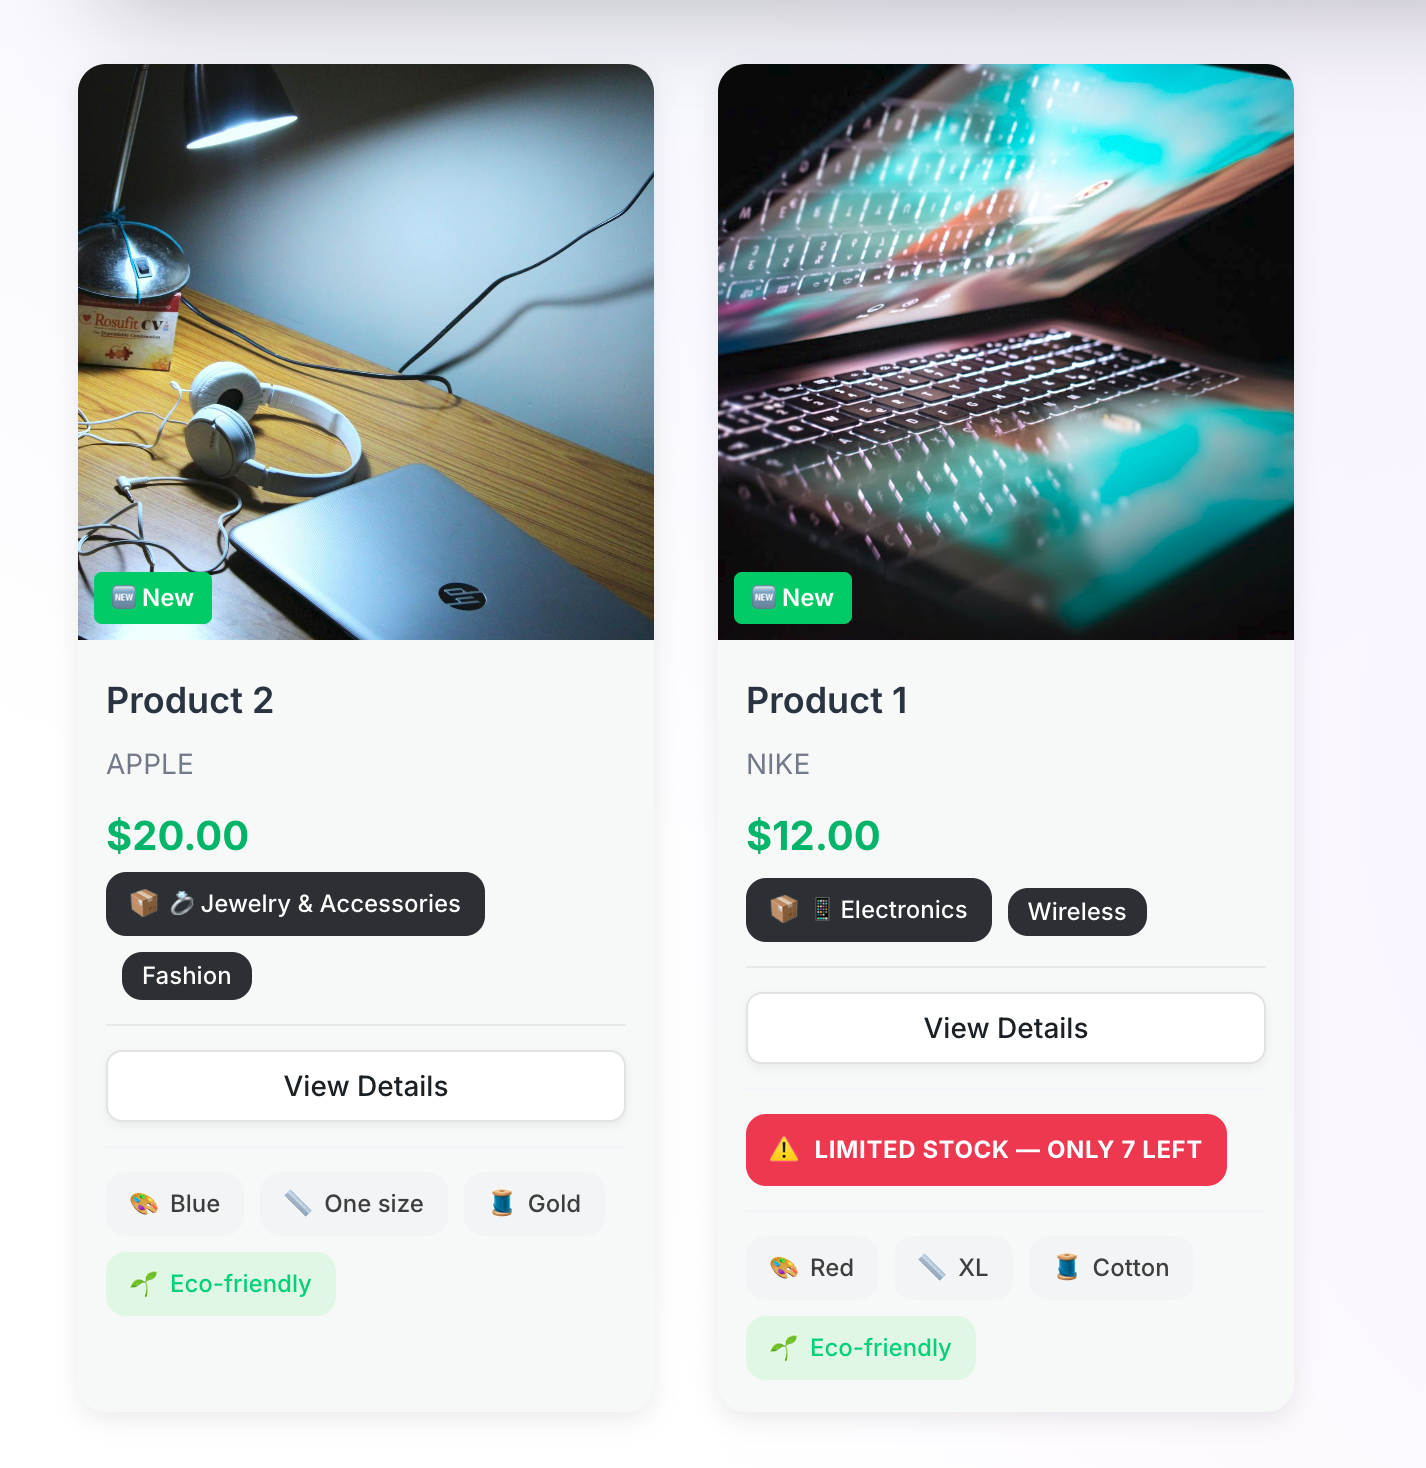 Rosufit CV
hp
🆕 New
Product 2
APPLE
$20.00
📦 💍 Jewelry & Accessories
Fashion
View Details
🎨 Blue 📏 One size 🧵 Gold
🌱 Eco-friendly
🆕 New
Product 1
NIKE
$12.00
📦 📱 Electronics Wireless
View Details
⚠️ LIMITED STOCK — ONLY 7 LEFT
🎨 Red 📏 XL 🧵 Cotton
🌱 Eco-friendly